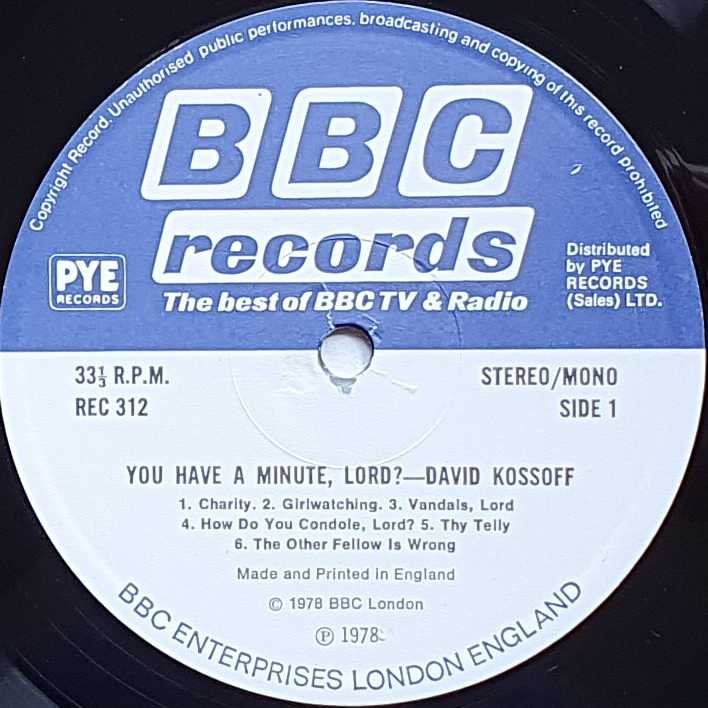 Copyright Record. Unauthorised public performances, broadcasting and copying of this record prohibited
BBC
records
The best of BBC TV & Radio
PYE
RECORDS
Distributed
by PYE
RECORDS
(Sales) LTD.
33⅓ R.P.M.
REC 312
STEREO/MONO
SIDE 1
YOU HAVE A MINUTE, LORD?—DAVID KOSSOFF
1. Charity. 2. Girlwatching. 3. Vandals, Lord
4. How Do You Condole, Lord? 5. Thy Telly
6. The Other Fellow Is Wrong
Made and Printed in England
© 1978 BBC London
℗ 1978
BBC ENTERPRISES LONDON ENGLAND